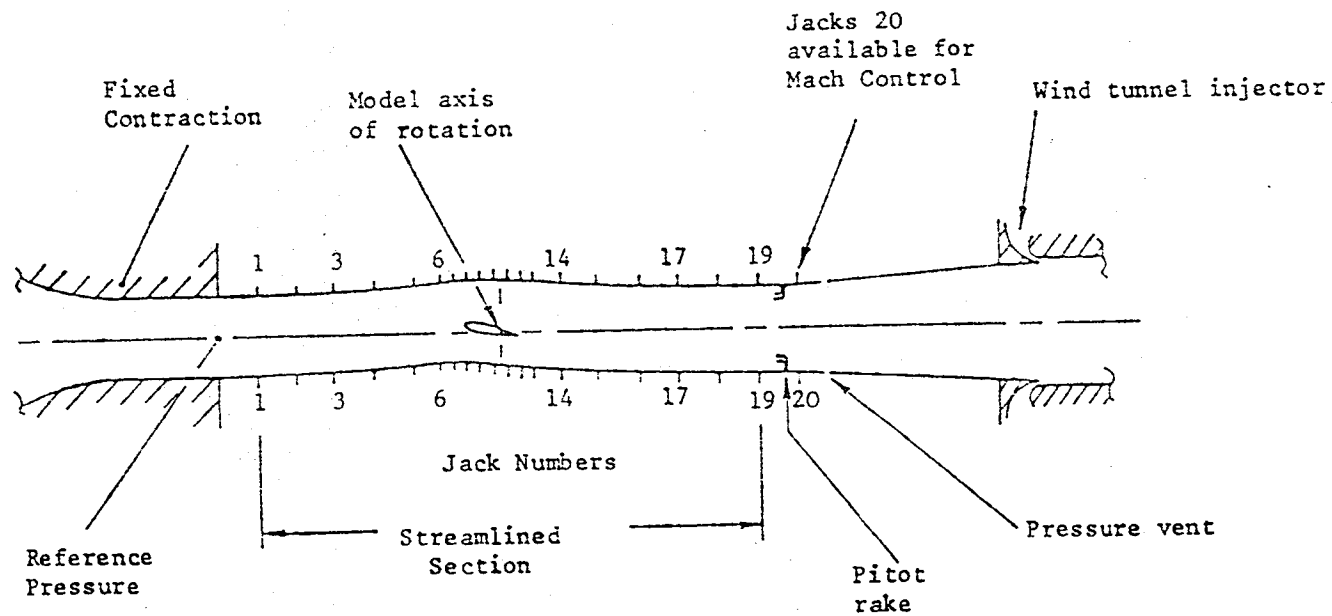 Jacks 20
available for
Mach Control
Fixed
Contraction
Model axis
of rotation
Wind tunnel injector
1 3 6 14 17 19
1 3 6 14 17 19 20
Jack Numbers
Streamlined
Section
Reference
Pressure
Pressure vent
Pitot
rake